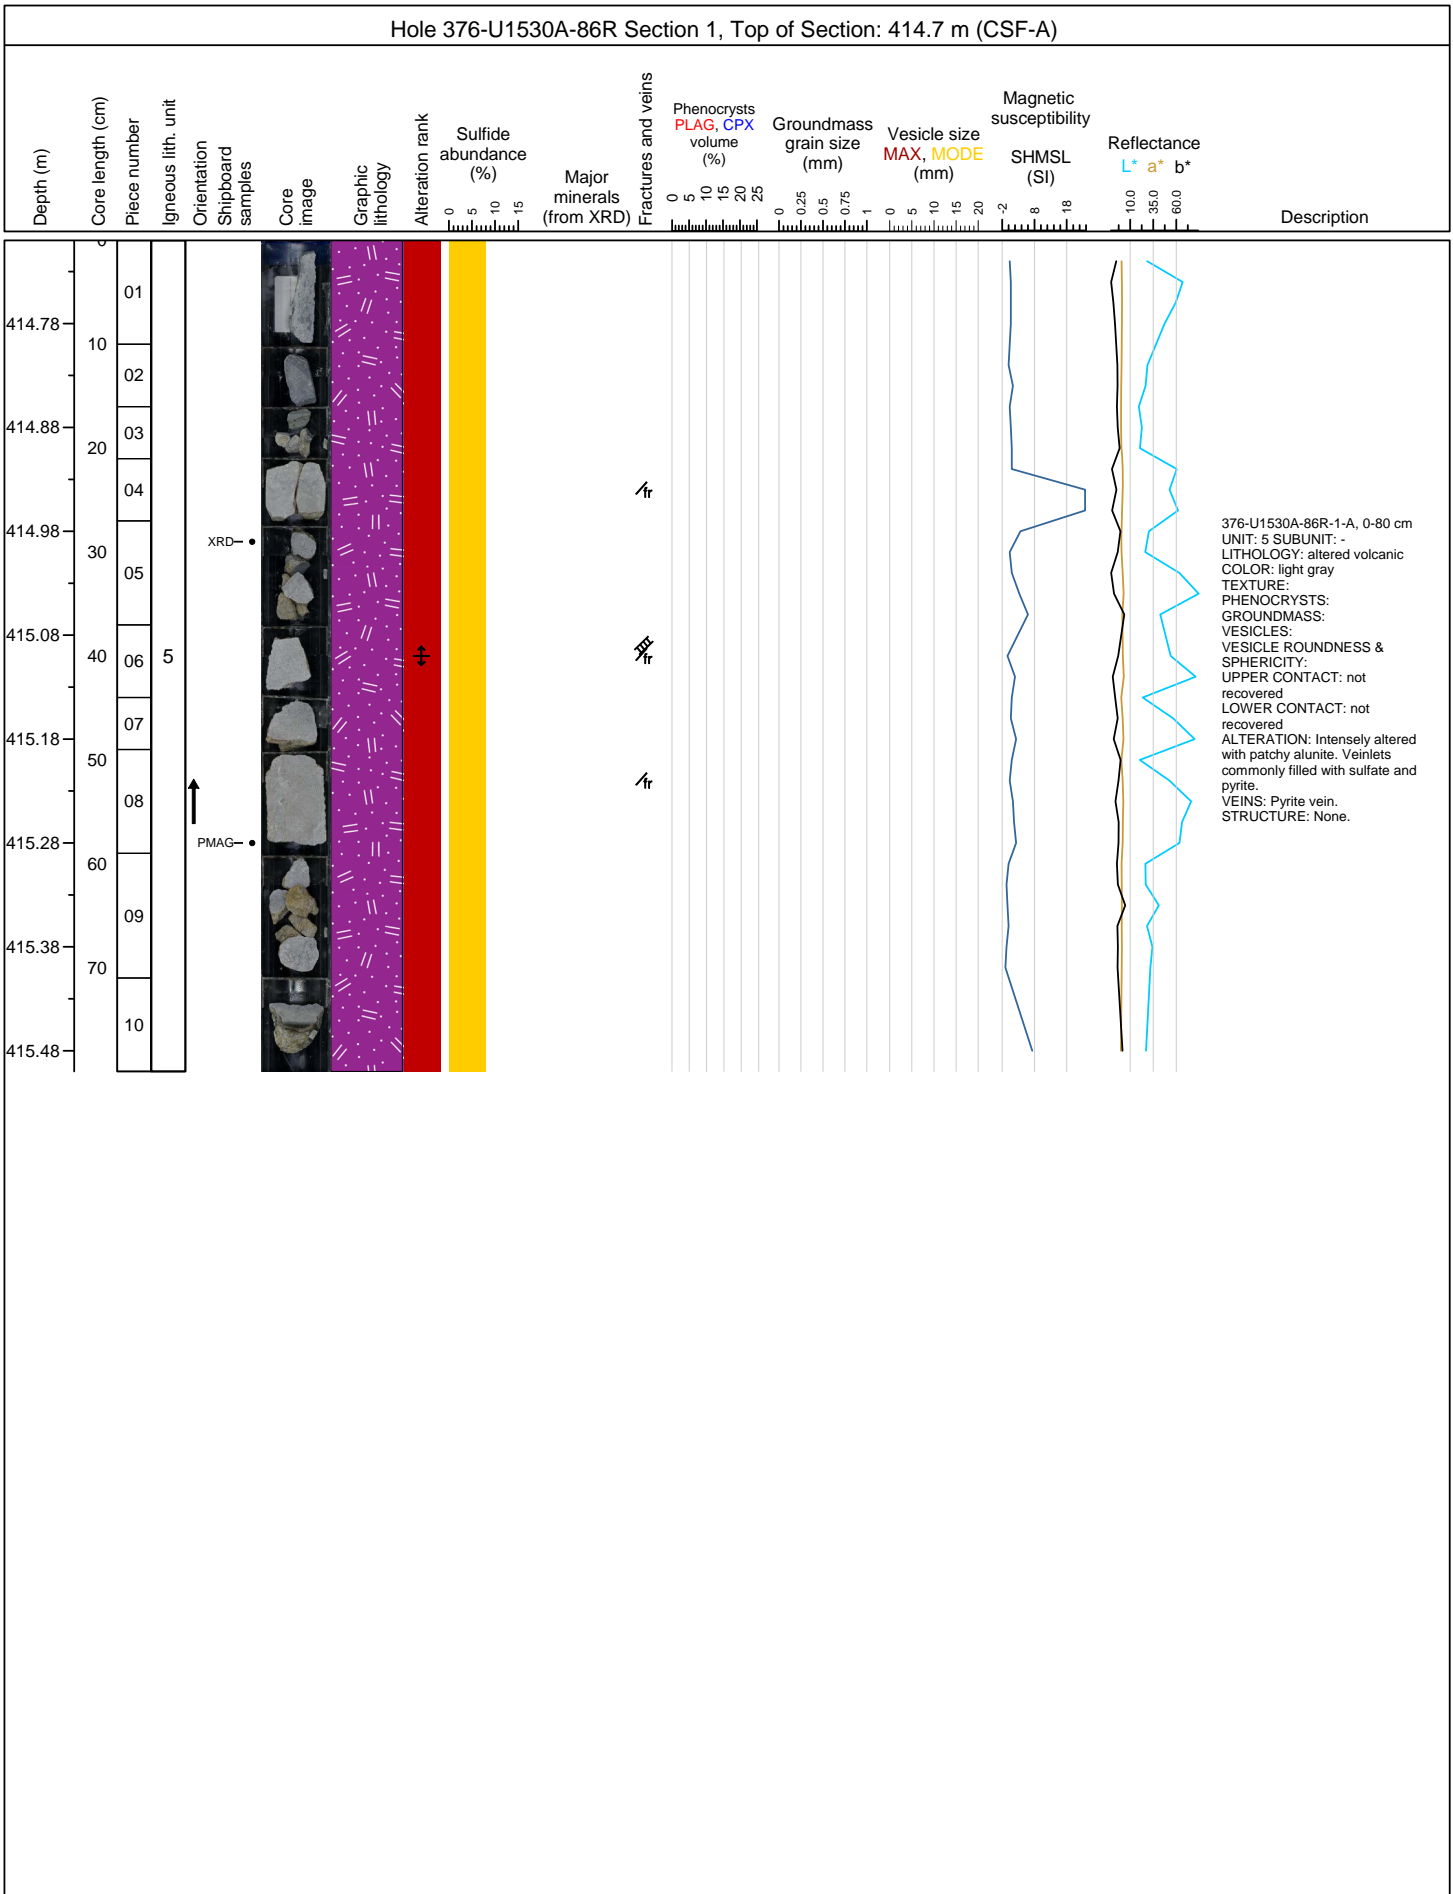 Hole 376-U1530A-86R Section 1, Top of Section: 414.7 m (CSF-A)
Depth (m)
Core length (cm)
Piece number
Igneous lith. unit
Orientation
Shipboard
samples
Core
image
Graphic
lithology
Alteration rank
Sulfide
abundance
(%)
0 5 10 15
Major
minerals
(from XRD)
Fractures and veins
Phenocrysts
PLAG, CPX
volume
(%)
0 5 10 15 20 25
Groundmass
grain size
(mm)
0 0.25 0.5 0.75 1
Vesicle size
MAX, MODE
(mm)
0 5 10 15 20
Magnetic
susceptibility
SHMSL
(SI)
-2 8 18
Reflectance
L* a* b*
10.0 35.0 60.0
Description
0
01
414.78
10
02
414.88
03
20
04
fr
414.98
XRD
30
05
415.08
40
06
5
fr
07
415.18
50
fr
08
415.28
PMAG
60
09
415.38
70
10
415.48
376-U1530A-86R-1-A, 0-80 cm
UNIT: 5 SUBUNIT: -
LITHOLOGY: altered volcanic
COLOR: light gray
TEXTURE:
PHENOCRYSTS:
GROUNDMASS:
VESICLES:
VESICLE ROUNDNESS &
SPHERICITY:
UPPER CONTACT: not
recovered
LOWER CONTACT: not
recovered
ALTERATION: Intensely altered
with patchy alunite. Veinlets
commonly filled with sulfate and
pyrite.
VEINS: Pyrite vein.
STRUCTURE: None.